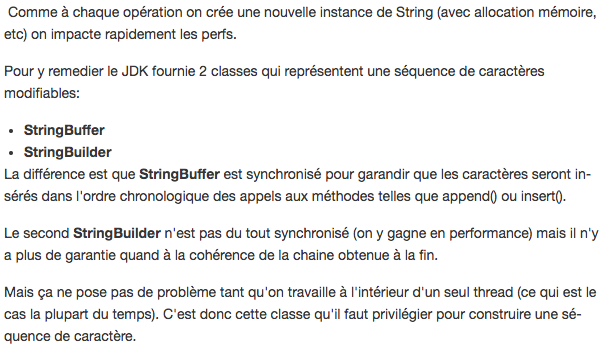 Comme à chaque opération on crée une nouvelle instance de String (avec allocation mémoire,
etc) on impacte rapidement les perfs.
Pour y remedier le JDK fournie 2 classes qui représentent une séquence de caractères
modifiables:
• StringBuffer
• StringBuilder
La différence est que StringBuffer est synchronisé pour garandir que les caractères seront in-
sérés dans l'ordre chronologique des appels aux méthodes telles que append() ou insert().
Le second StringBuilder n'est pas du tout synchronisé (on y gagne en performance) mais il n'y
a plus de garantie quand à la cohérence de la chaine obtenue à la fin.
Mais ça ne pose pas de problème tant qu'on travaille à l'intérieur d'un seul thread (ce qui est le
cas la plupart du temps). C'est donc cette classe qu'il faut privilégier pour construire une sé-
quence de caractère.